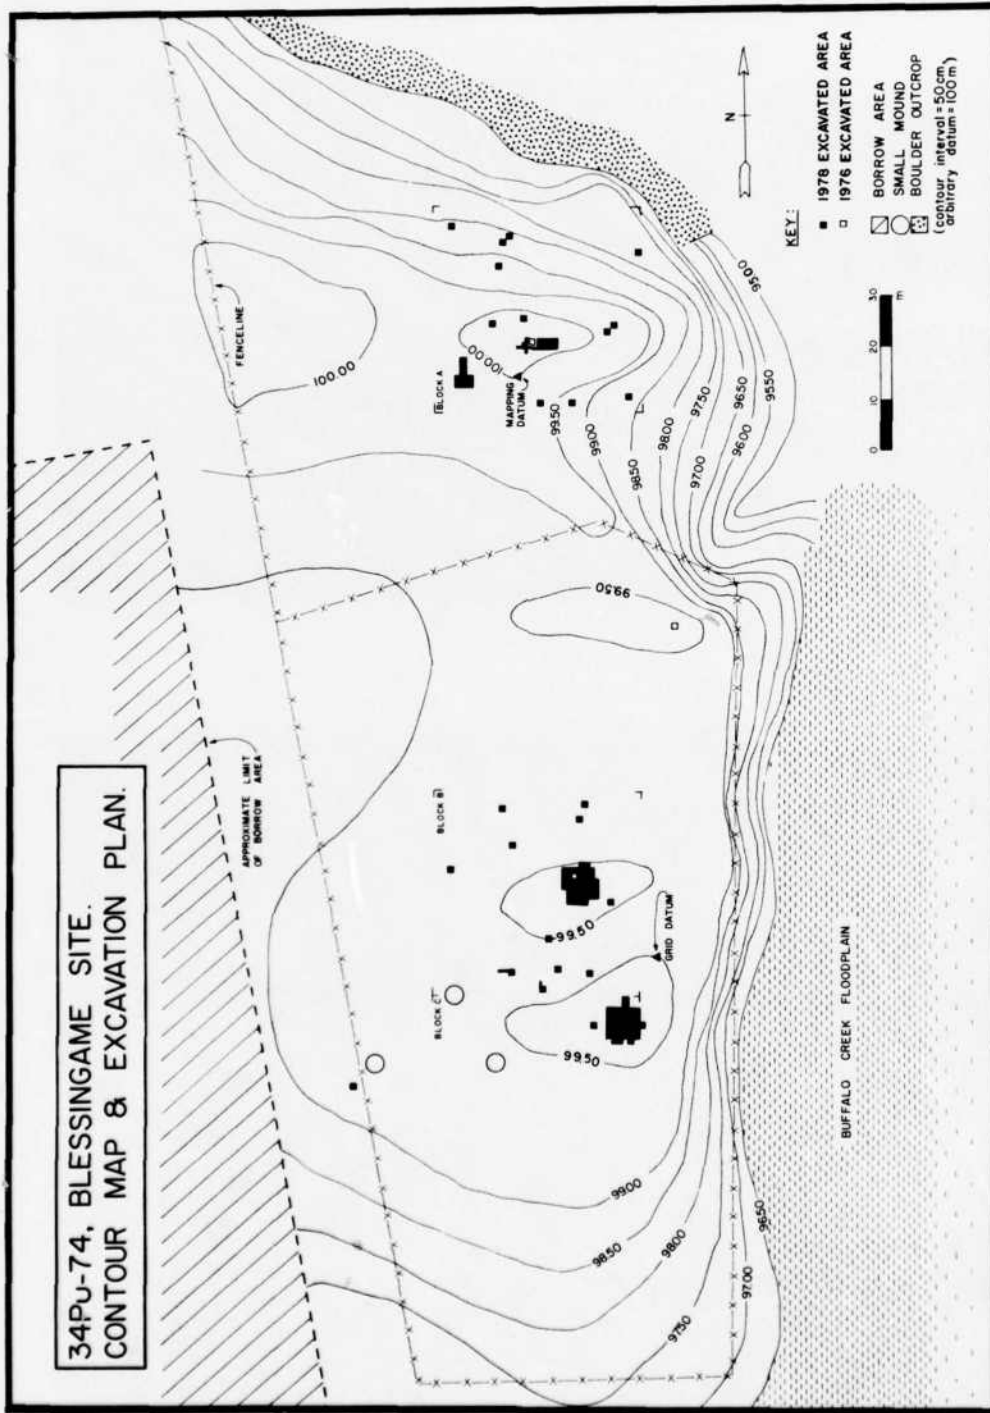 34Pu-74, BLESSINGAME SITE.
CONTOUR MAP & EXCAVATION PLAN.
N
KEY:
1978 EXCAVATED AREA
1976 EXCAVATED AREA
BORROW AREA
SMALL MOUND
BOULDER OUTCROP
(contour interval = 50cm,
arbitrary datum = 100m)
0 10 20 30
m
FENCELINE
100.00
BLOCK A
100.00
MAPPING
DATUM
99.50
99.00
98.50
98.00
97.50
97.00
96.50
96.00
95.50
95.00
APPROXIMATE LIMIT
OF BORROW AREA
99.50
BLOCK B
99.50
GRID DATUM
BLOCK C
99.50
99.00
98.50
98.00
97.50
97.00
96.50
BUFFALO CREEK FLOODPLAIN